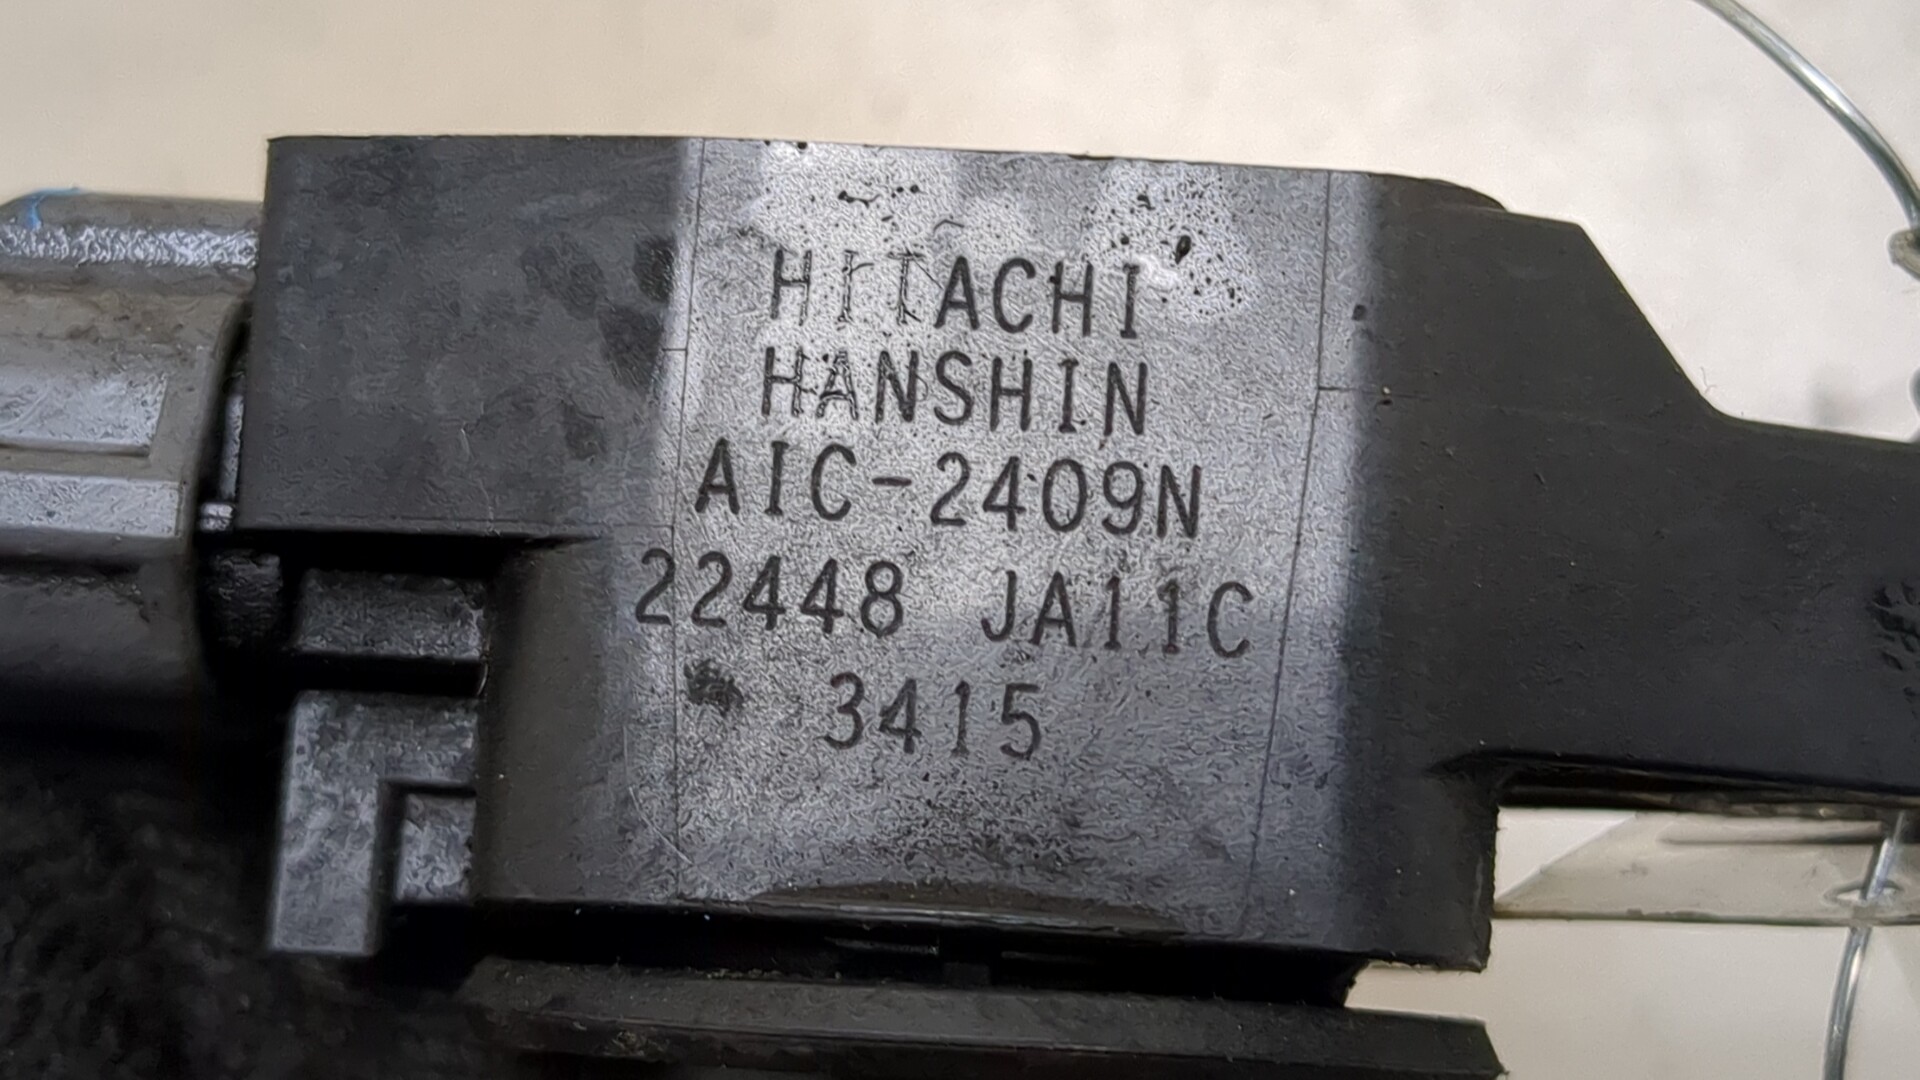 HITACHI
HANSHIN
AIC-2409N
22448 JA11C
3415